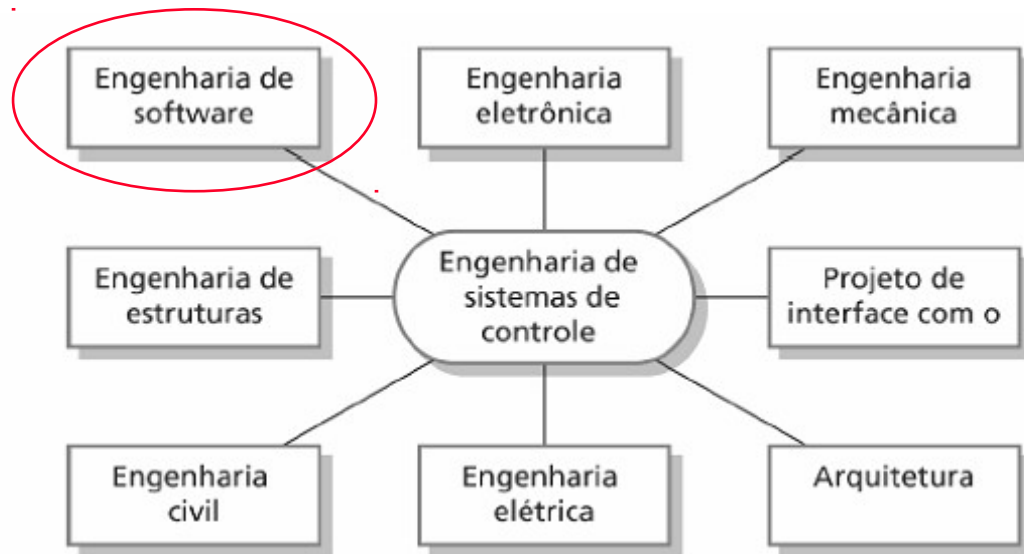 Engenharia de
software
Engenharia
eletrônica
Engenharia
mecânica
Engenharia de
estruturas
Engenharia de
sistemas de
controle
Projeto de
interface com o
Engenharia
civil
Engenharia
elétrica
Arquitetura